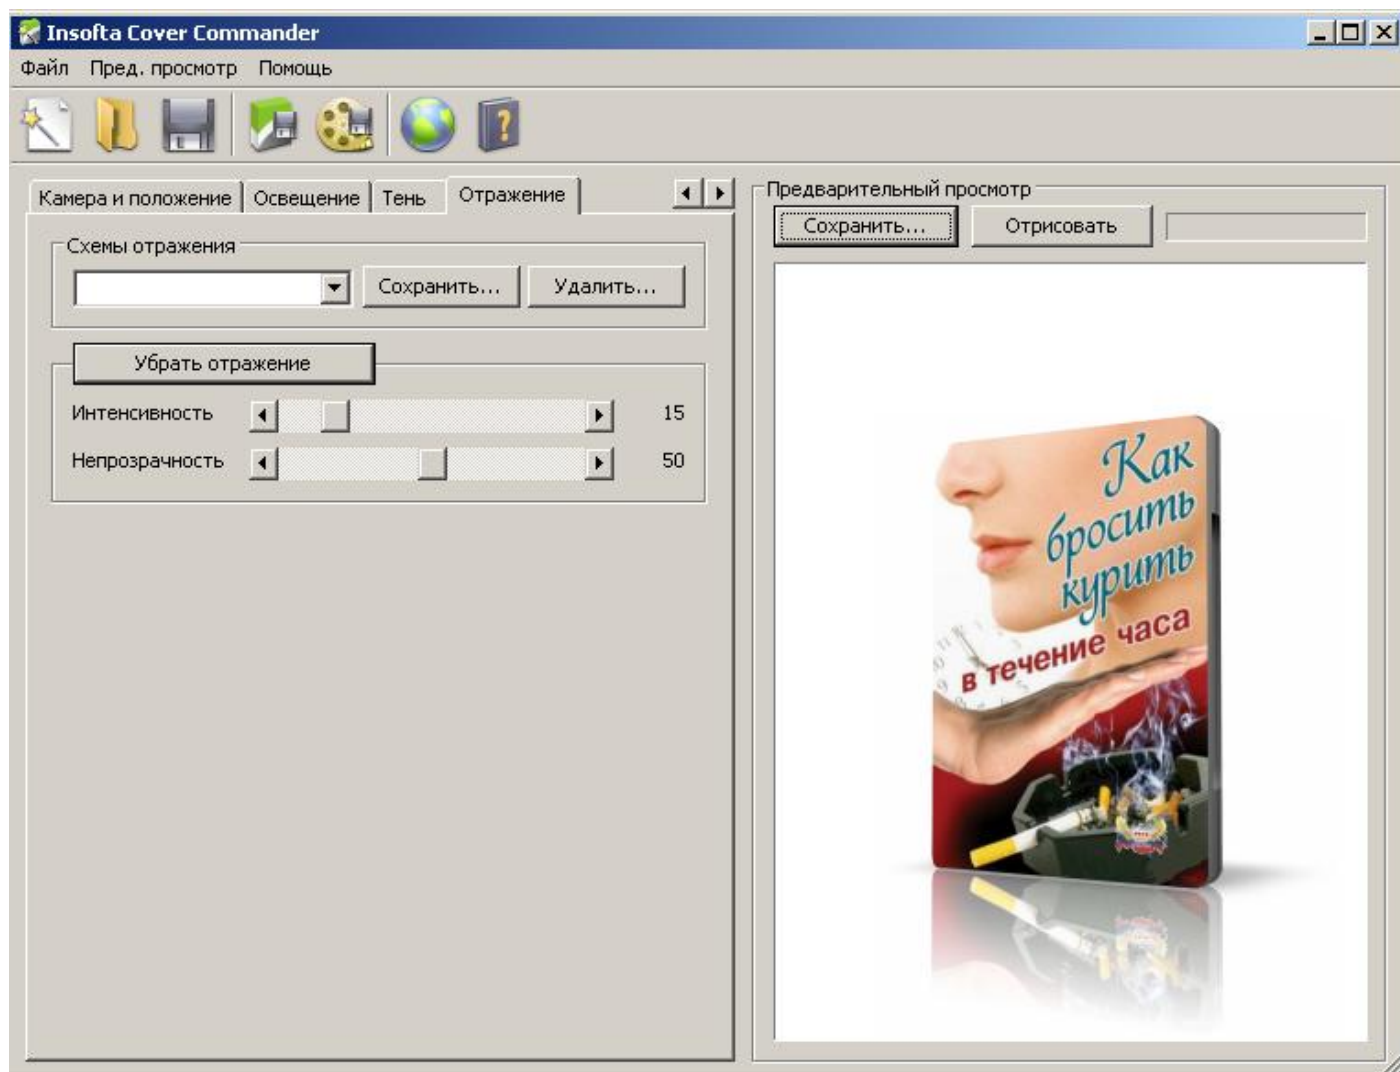 Insofta Cover Commander
Файл Пред. просмотр Помощь
Камера и положение Освещение Тень Отражение
Схемы отражения
Сохранить... Удалить...
Убрать отражение
Интенсивность 15
Непрозрачность 50
Предварительный просмотр
Сохранить... Отрисовать
Как
бросить
курить
в течение часа